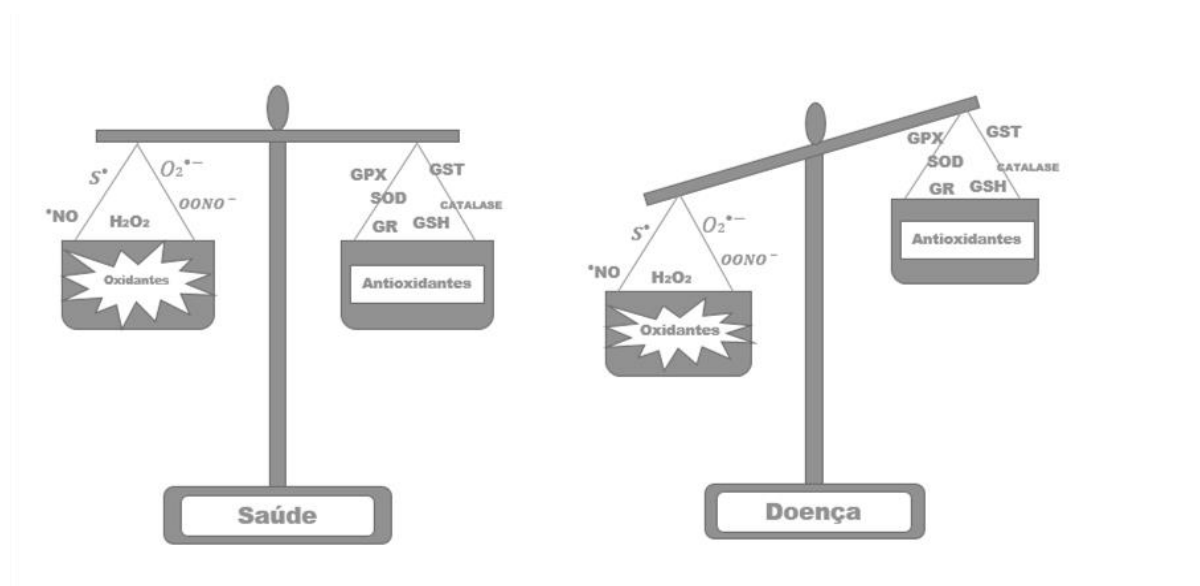 S• O₂•−
OONO−
•NO H₂O₂
Oxidantes
GPX GST
SOD CATALASE
GR GSH
Antioxidantes
Saúde
S• O₂•−
OONO−
•NO H₂O₂
Oxidantes
GPX GST
SOD CATALASE
GR GSH
Antioxidantes
Doença